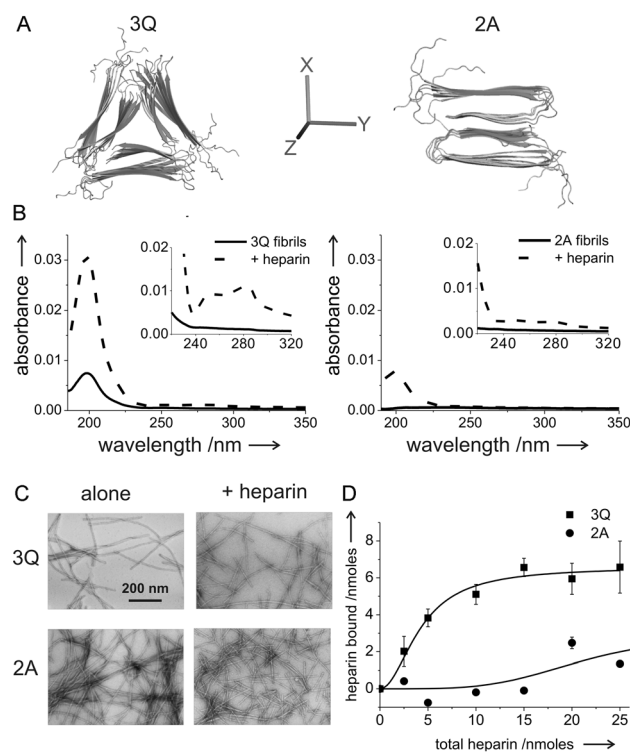 A
3Q
2A
X
Y
Z
B
absorbance
0.03
0.02
0.01
0.00
200
250
300
350
wavelength /nm
0.02
0.01
0.00
240
280
320
3Q fibrils
+ heparin
absorbance
0.03
0.02
0.01
0.00
200
250
300
350
wavelength /nm
0.02
0.01
0.00
240
280
320
2A fibrils
+ heparin
C
alone
+ heparin
3Q
200 nm
2A
D
3Q
2A
heparin bound /nmoles
8
6
4
2
0
0
5
10
15
20
25
total heparin /nmoles